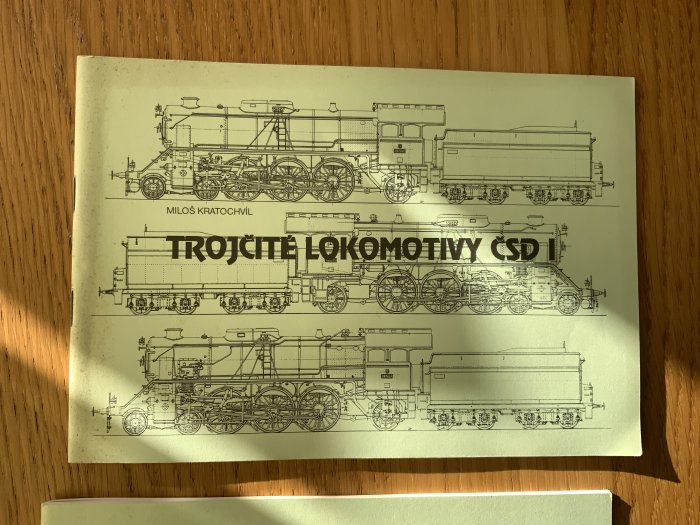 MILOŠ KRATOCHVÍL
TROJČITÉ LOKOMOTIVY ČSD I